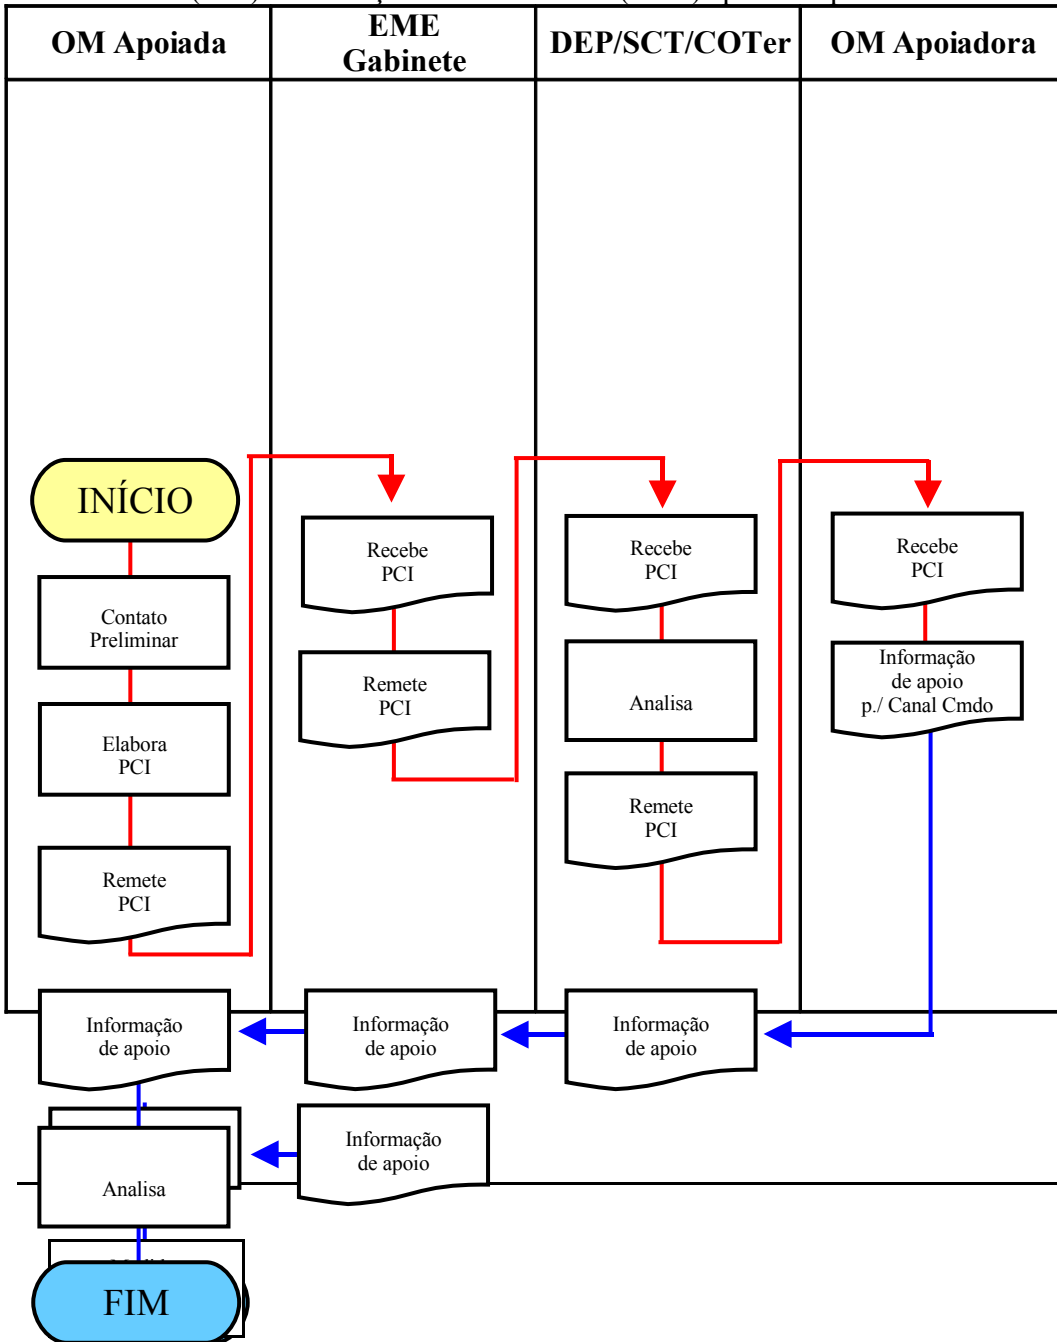 OM Apoiada
EME
Gabinete
DEP/SCT/COTer
OM Apoiadora
INÍCIO
Contato
Preliminar
Elabora
PCI
Remete
PCI
Recebe
PCI
Remete
PCI
Recebe
PCI
Analisa
Remete
PCI
Recebe
PCI
Informação
de apoio
p./ Canal Cmdo
Informação
de apoio
Informação
de apoio
Informação
de apoio
Informação
de apoio
Analisa
FIM